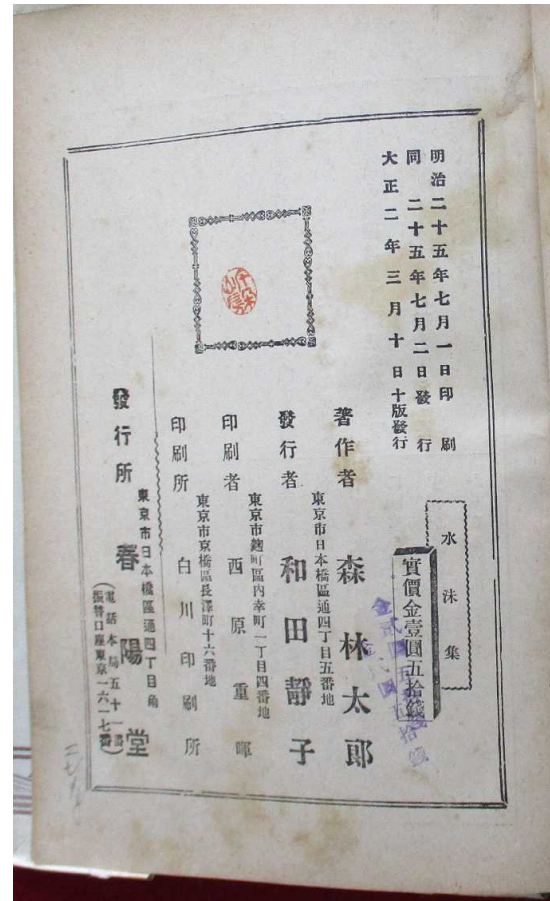 明治二十五年七月一日印刷
同 二十五年七月二日發行
大正二年三月十日十版發行
水沫集
實價金壹圓五拾錢
著作者 森林太郎
東京市日本橋區通四丁目五番地
發行者 和田靜子
東京市麴町區内幸町一丁目四番地
印刷者 西原重暉
東京市京橋區長澤町十六番地
印刷所 白川印刷所
東京市日本橋區通四丁目角
發行所 春陽堂
(電話本局五十一番
振替口座東京一六一七番)